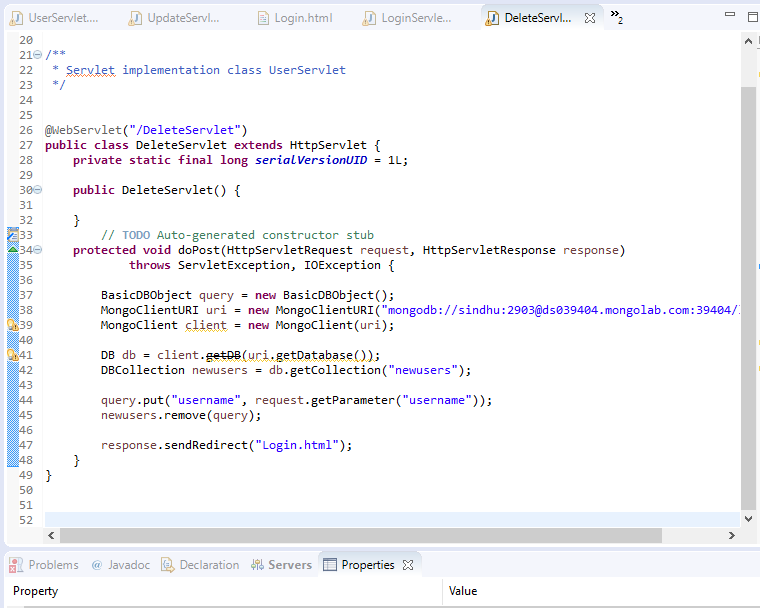 UserServlet....
UpdateServl...
Login.html
LoginServle...
DeleteServl...
2
20
21 /**
22 * Servlet implementation class UserServlet
23 */
24
25
26 @WebServlet("/DeleteServlet")
27 public class DeleteServlet extends HttpServlet {
28 private static final long serialVersionUID = 1L;
29
30 public DeleteServlet() {
31
32 }
33 // TODO Auto-generated constructor stub
34 protected void doPost(HttpServletRequest request, HttpServletResponse response)
35 throws ServletException, IOException {
36
37 BasicDBObject query = new BasicDBObject();
38 MongoClientURI uri = new MongoClientURI("mongodb://sindhu:2903@ds039404.mongolab.com:39404/
39 MongoClient client = new MongoClient(uri);
40
41 DB db = client.getDB(uri.getDatabase());
42 DBCollection newusers = db.getCollection("newusers");
43
44 query.put("username", request.getParameter("username"));
45 newusers.remove(query);
46
47 response.sendRedirect("Login.html");
48 }
49 }
50
51
52
Problems @ Javadoc Declaration Servers Properties
Property Value